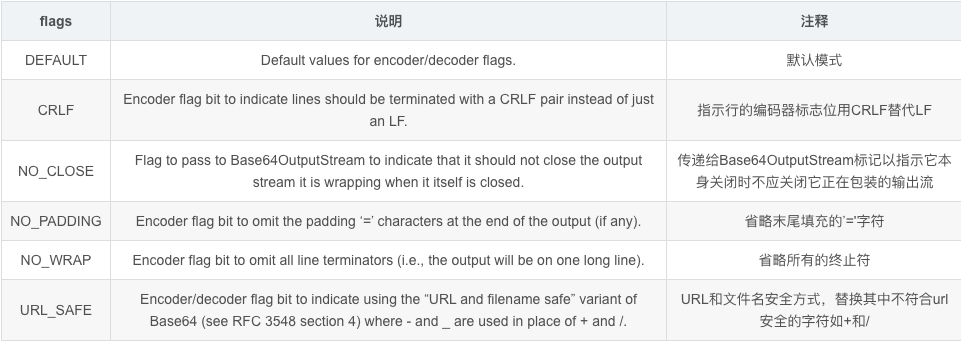 flags
说明
注释
DEFAULT
Default values for encoder/decoder flags.
默认模式
CRLF
Encoder flag bit to indicate lines should be terminated with a CRLF pair instead of just
an LF.
指示行的编码器标志位用CRLF替代LF
NO_CLOSE
Flag to pass to Base64OutputStream to indicate that it should not close the output
stream it is wrapping when it itself is closed.
传递给Base64OutputStream标记以指示它本
身关闭时不应关闭它正在包装的输出流
NO_PADDING
Encoder flag bit to omit the padding ‘=’ characters at the end of the output (if any).
省略末尾填充的‘=’字符
NO_WRAP
Encoder flag bit to omit all line terminators (i.e., the output will be on one long line).
省略所有的终止符
URL_SAFE
Encoder/decoder flag bit to indicate using the “URL and filename safe” variant of
Base64 (see RFC 3548 section 4) where - and _ are used in place of + and /.
URL和文件名安全方式，替换其中不符合url
安全的字符如+和/